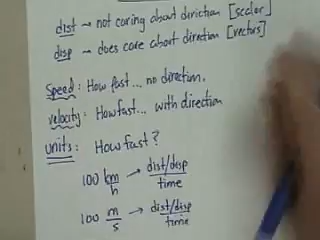 dist → not caring about direction [scalar]
disp → does care about direction [vectors]
Speed: How fast... no direction.
velocity: How fast... with direction
units: How fast?
100 km/h → dist/disp / time
100 m/s → dist/disp / time